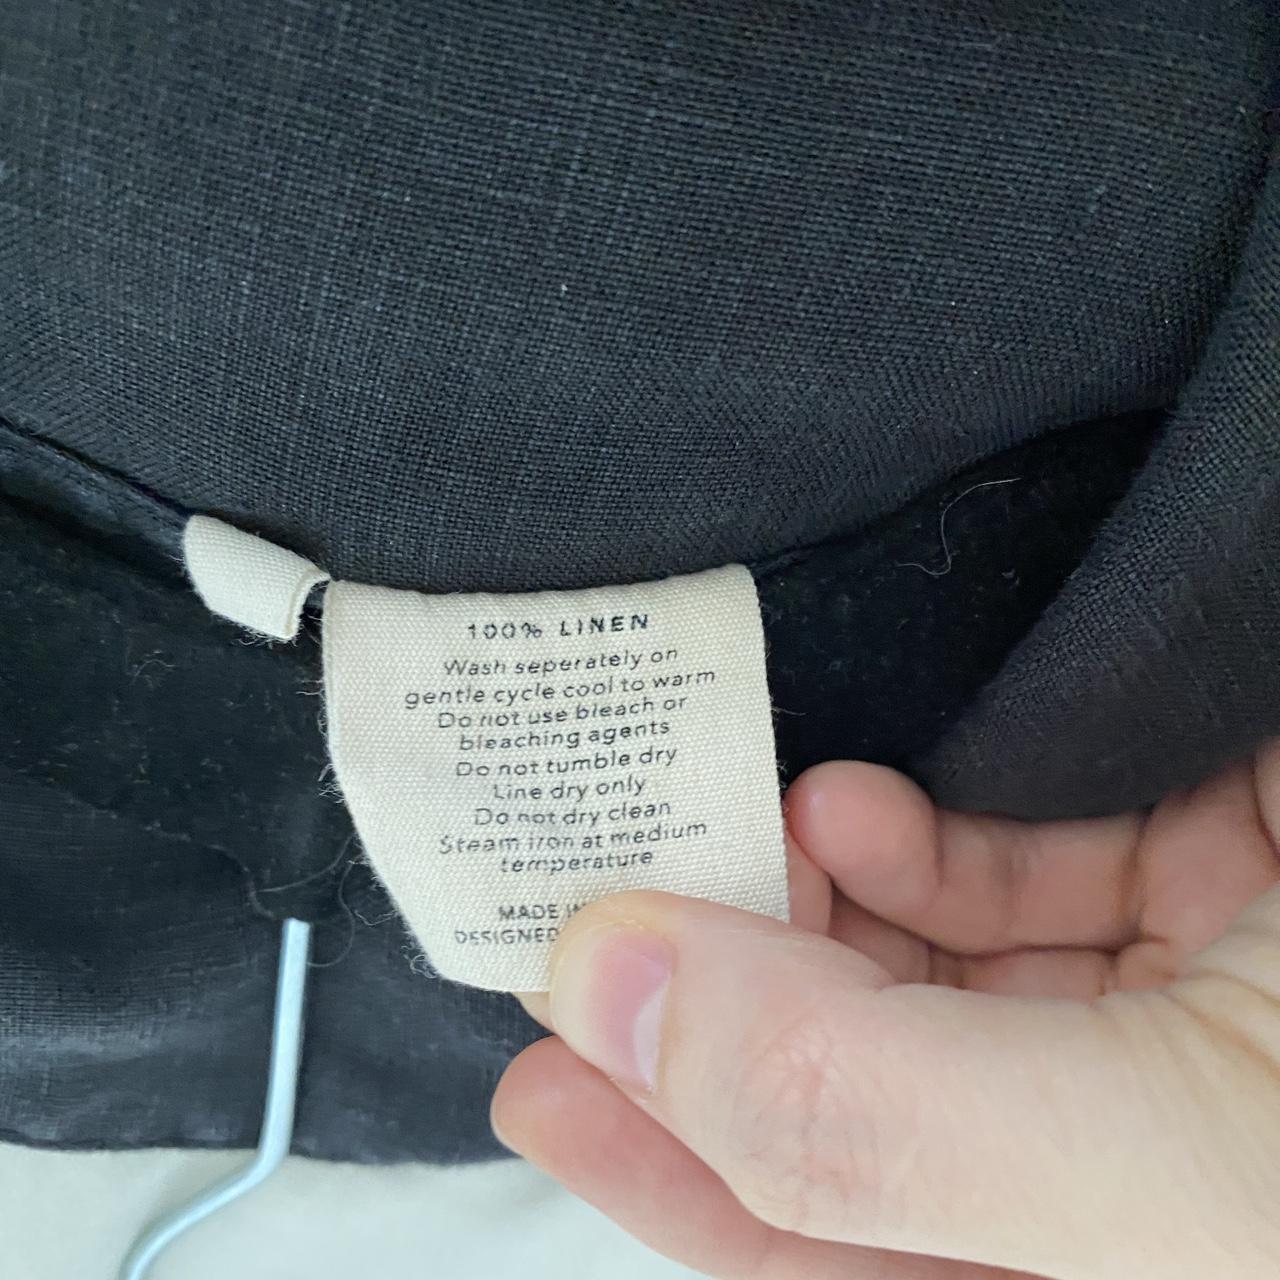 100% LINEN
Wash seperately on
gentle cycle cool to warm
Do not use bleach or
bleaching agents
Do not tumble dry
Line dry only
Do not dry clean
Steam iron at medium
temperature
MADE IN
DESIGNED